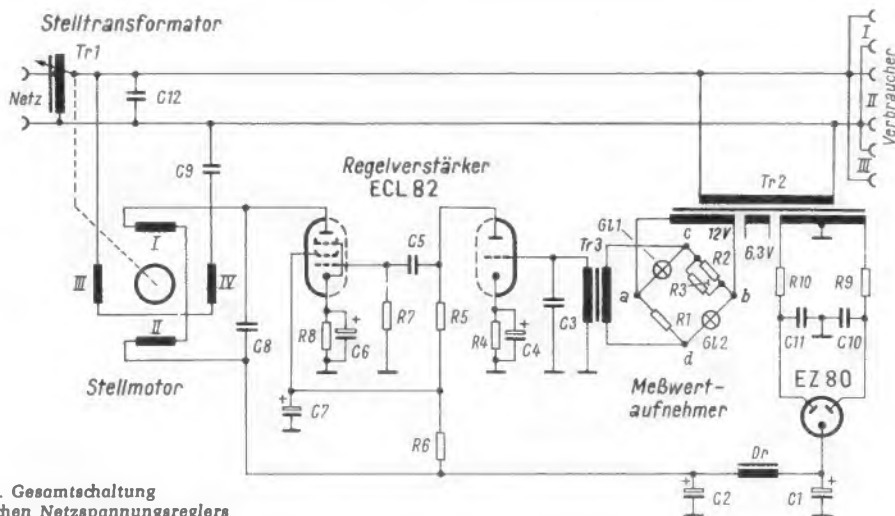 Stelltransformator
Tr1
Netz
C12
I
II
III
Verbraucher
C9
Regelverstärker
ECL 82
Tr2
I
III
IV
II
Stellmotor
C8
C5
R8
C6
R7
R5
C7
R6
R4
C4
C3
Tr3
Gl1
12V
6,3V
c
R2
R3
a
b
R1
Gl2
d
Meßwert-
aufnehmer
R10
R9
C11
C10
EZ 80
Dr
C2
C1
+
+
+
+
+
. Gesamtschaltung
chen Netzspannungsreglers